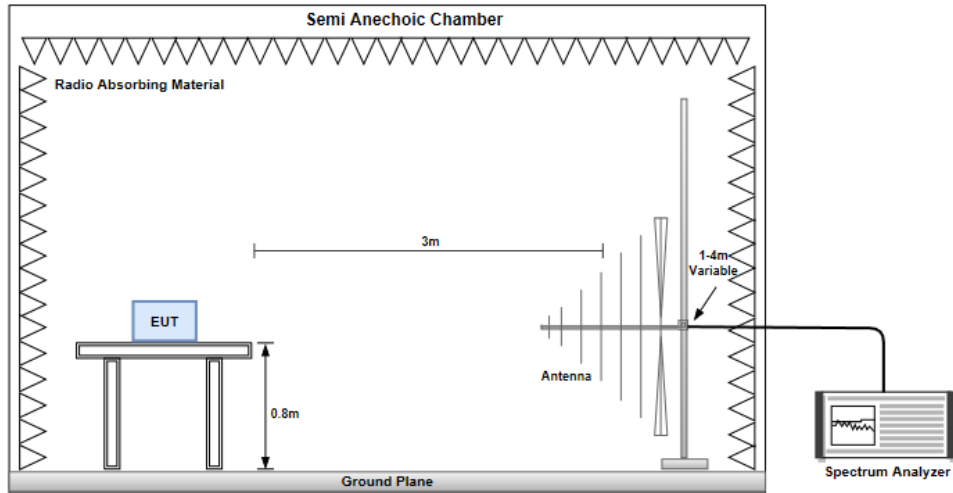 Semi Anechoic Chamber
Radio Absorbing Material
3m
1-4m
Variable
EUT
Antenna
0.8m
Ground Plane
Spectrum Analyzer